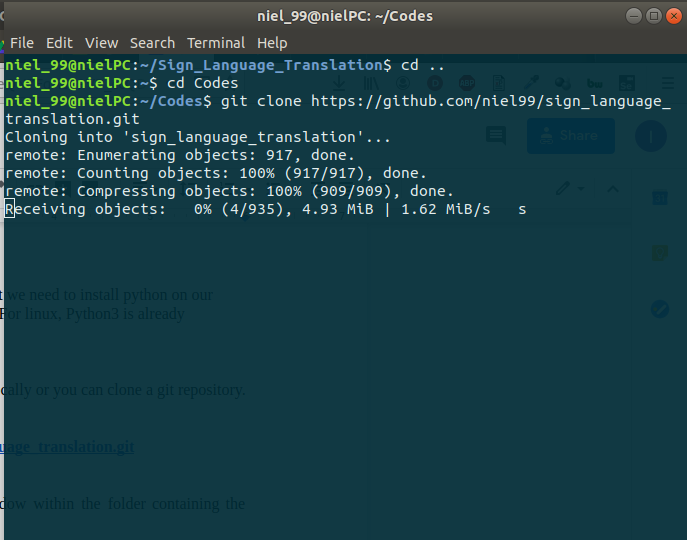 niel_99@nielPC: ~/Codes
File Edit View Search Terminal Help
niel_99@nielPC:~/Sign_Language_Translation$ cd ..
niel_99@nielPC:~$ cd Codes
niel_99@nielPC:~/Codes$ git clone https://github.com/niel99/sign_language_
translation.git
Cloning into 'sign_language_translation'...
remote: Enumerating objects: 917, done.
remote: Counting objects: 100% (917/917), done.
remote: Compressing objects: 100% (909/909), done.
Receiving objects:   0% (4/935), 4.93 MiB | 1.62 MiB/s   s
Share
we need to install python on our
For linux, Python3 is already
cally or you can clone a git repository.
uage_translation.git
dow within the folder containing the